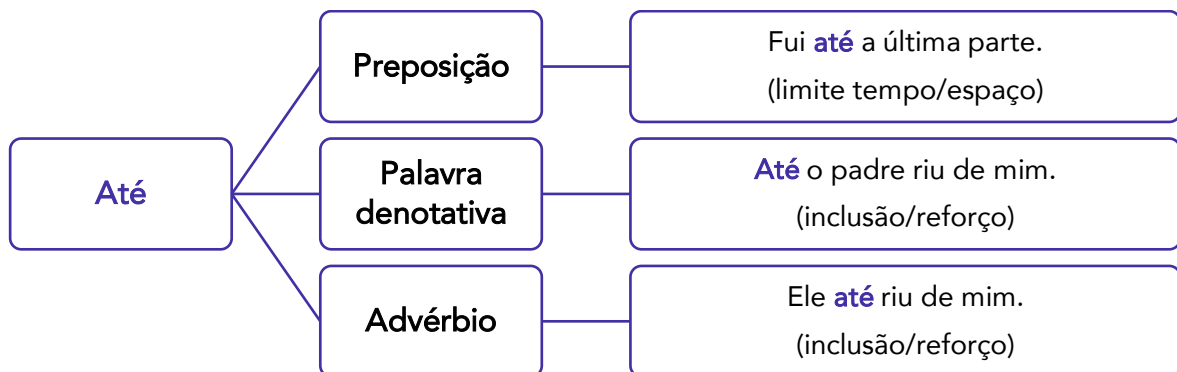 Até
Preposição
Fui até a última parte.
(limite tempo/espaço)
Palavra
denotativa
Até o padre riu de mim.
(inclusão/reforço)
Advérbio
Ele até riu de mim.
(inclusão/reforço)